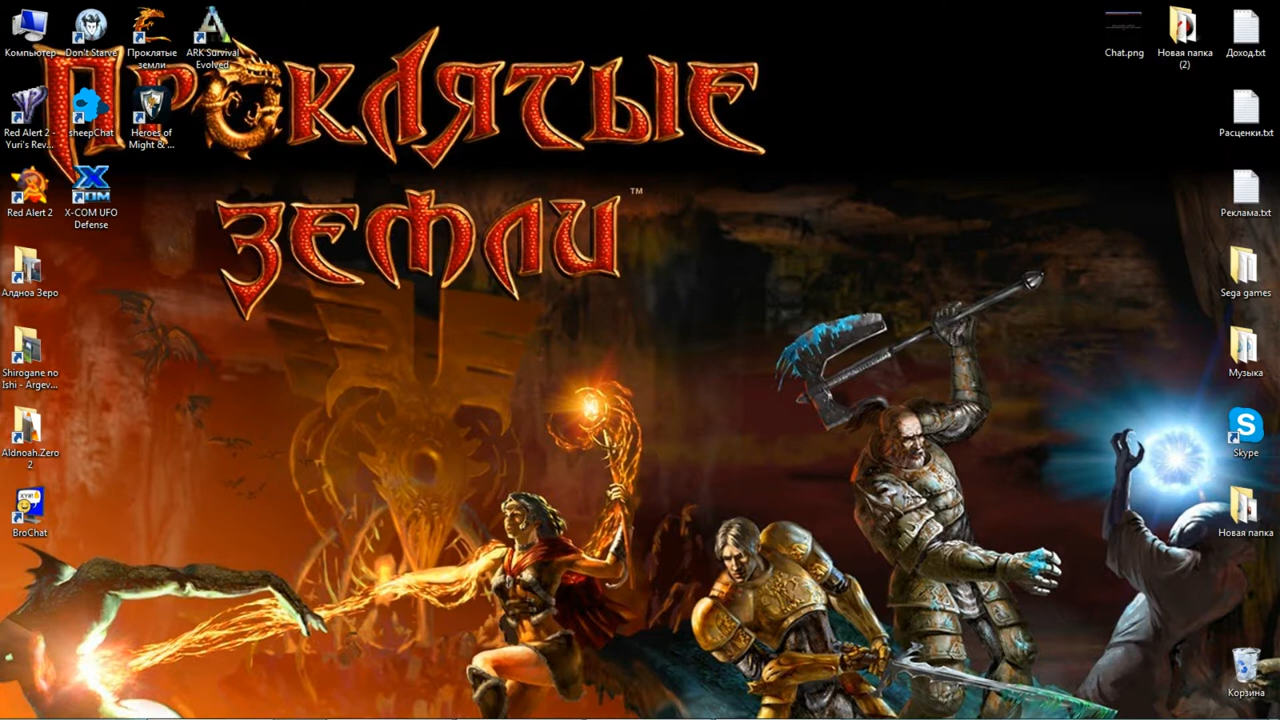 Компьютер
Don't Starve
Проклятые
земли
ARK Survival
Evolved
Chat.png
Новая папка
(2)
Доход.txt
ПРОКЛЯТЫЕ
ЗЕМЛИ
TM
Red Alert 2 -
Yuri's Rev...
sheepChat
Heroes of
Might & ...
Расценки.txt
Red Alert 2
X-COM
X-COM UFO
Defense
Реклама.txt
Алдноа Зеро
Sega games
Shirogane no
Ishi - Argev...
Музыка
Aldnoah.Zero
2
S
Skype
BroChat
Новая папка
Корзина